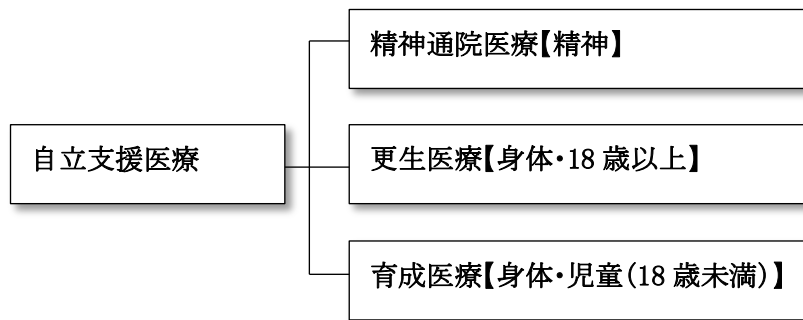 自立支援医療
精神通院医療【精神】
更生医療【身体・18歳以上】
育成医療【身体・児童(18歳未満)】